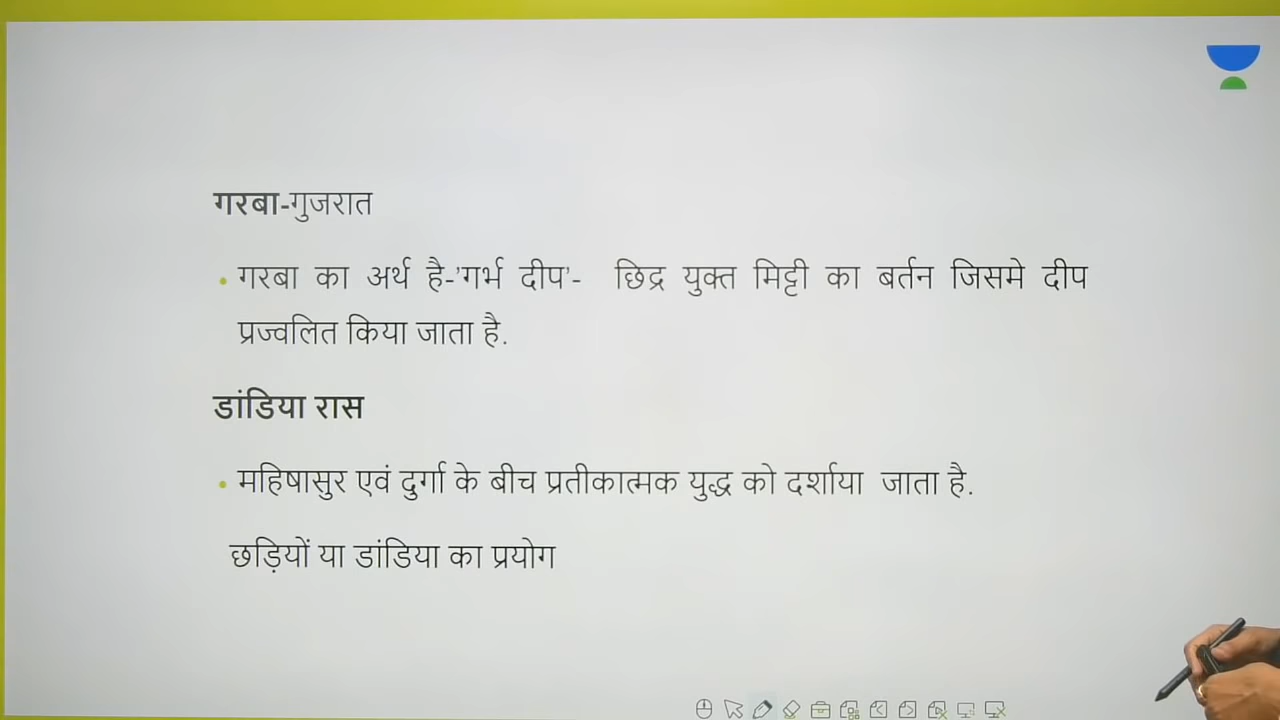 गरबा-गुजरात
गरबा का अर्थ है-'गर्भ दीप'- छिद्र युक्त मिट्टी का बर्तन जिसमे दीप
प्रज्वलित किया जाता है.
डांडिया रास
महिषासुर एवं दुर्गा के बीच प्रतीकात्मक युद्ध को दर्शाया जाता है.
छड़ियों या डांडिया का प्रयोग